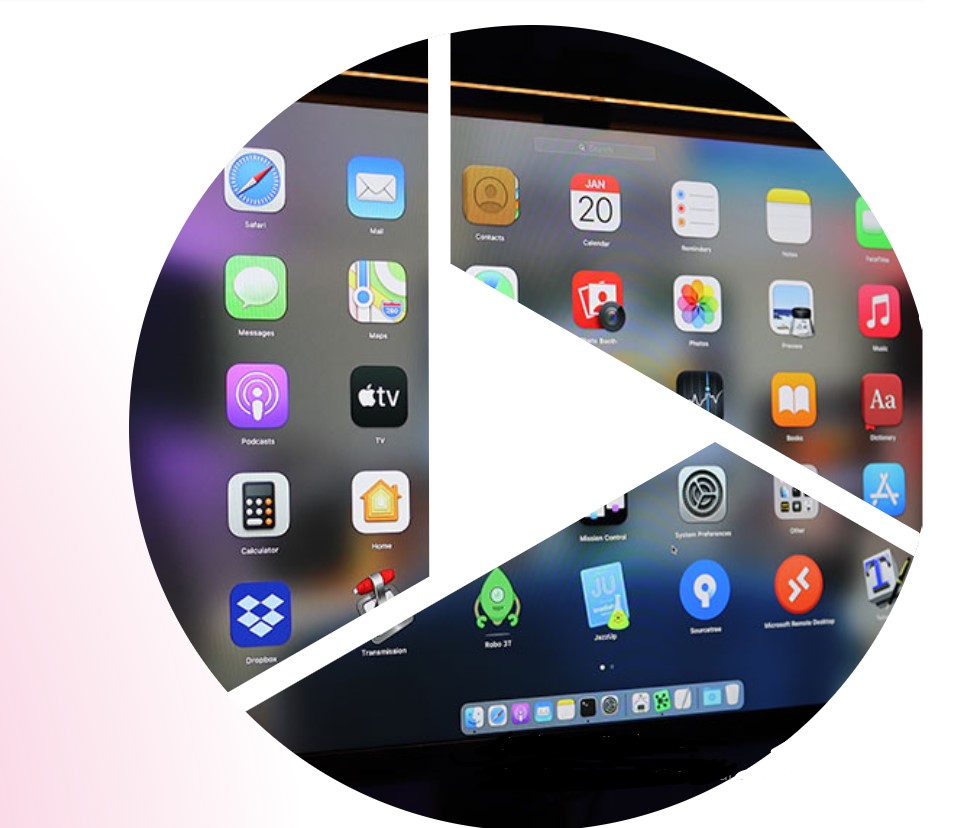 Search
JAN
20
Safari
Mail
Contacts
Calendar
Reminders
Notes
FaceTime
280
Messages
Maps
Photo Booth
Photos
Preview
Music
tv
Aa
Podcasts
TV
Books
Dictionary
Calculator
Home
Mission Control
System Preferences
Other
JU
T
Dropbox
Transmission
Robo 3T
JazzUp
Sourcetree
Microsoft Remote Desktop